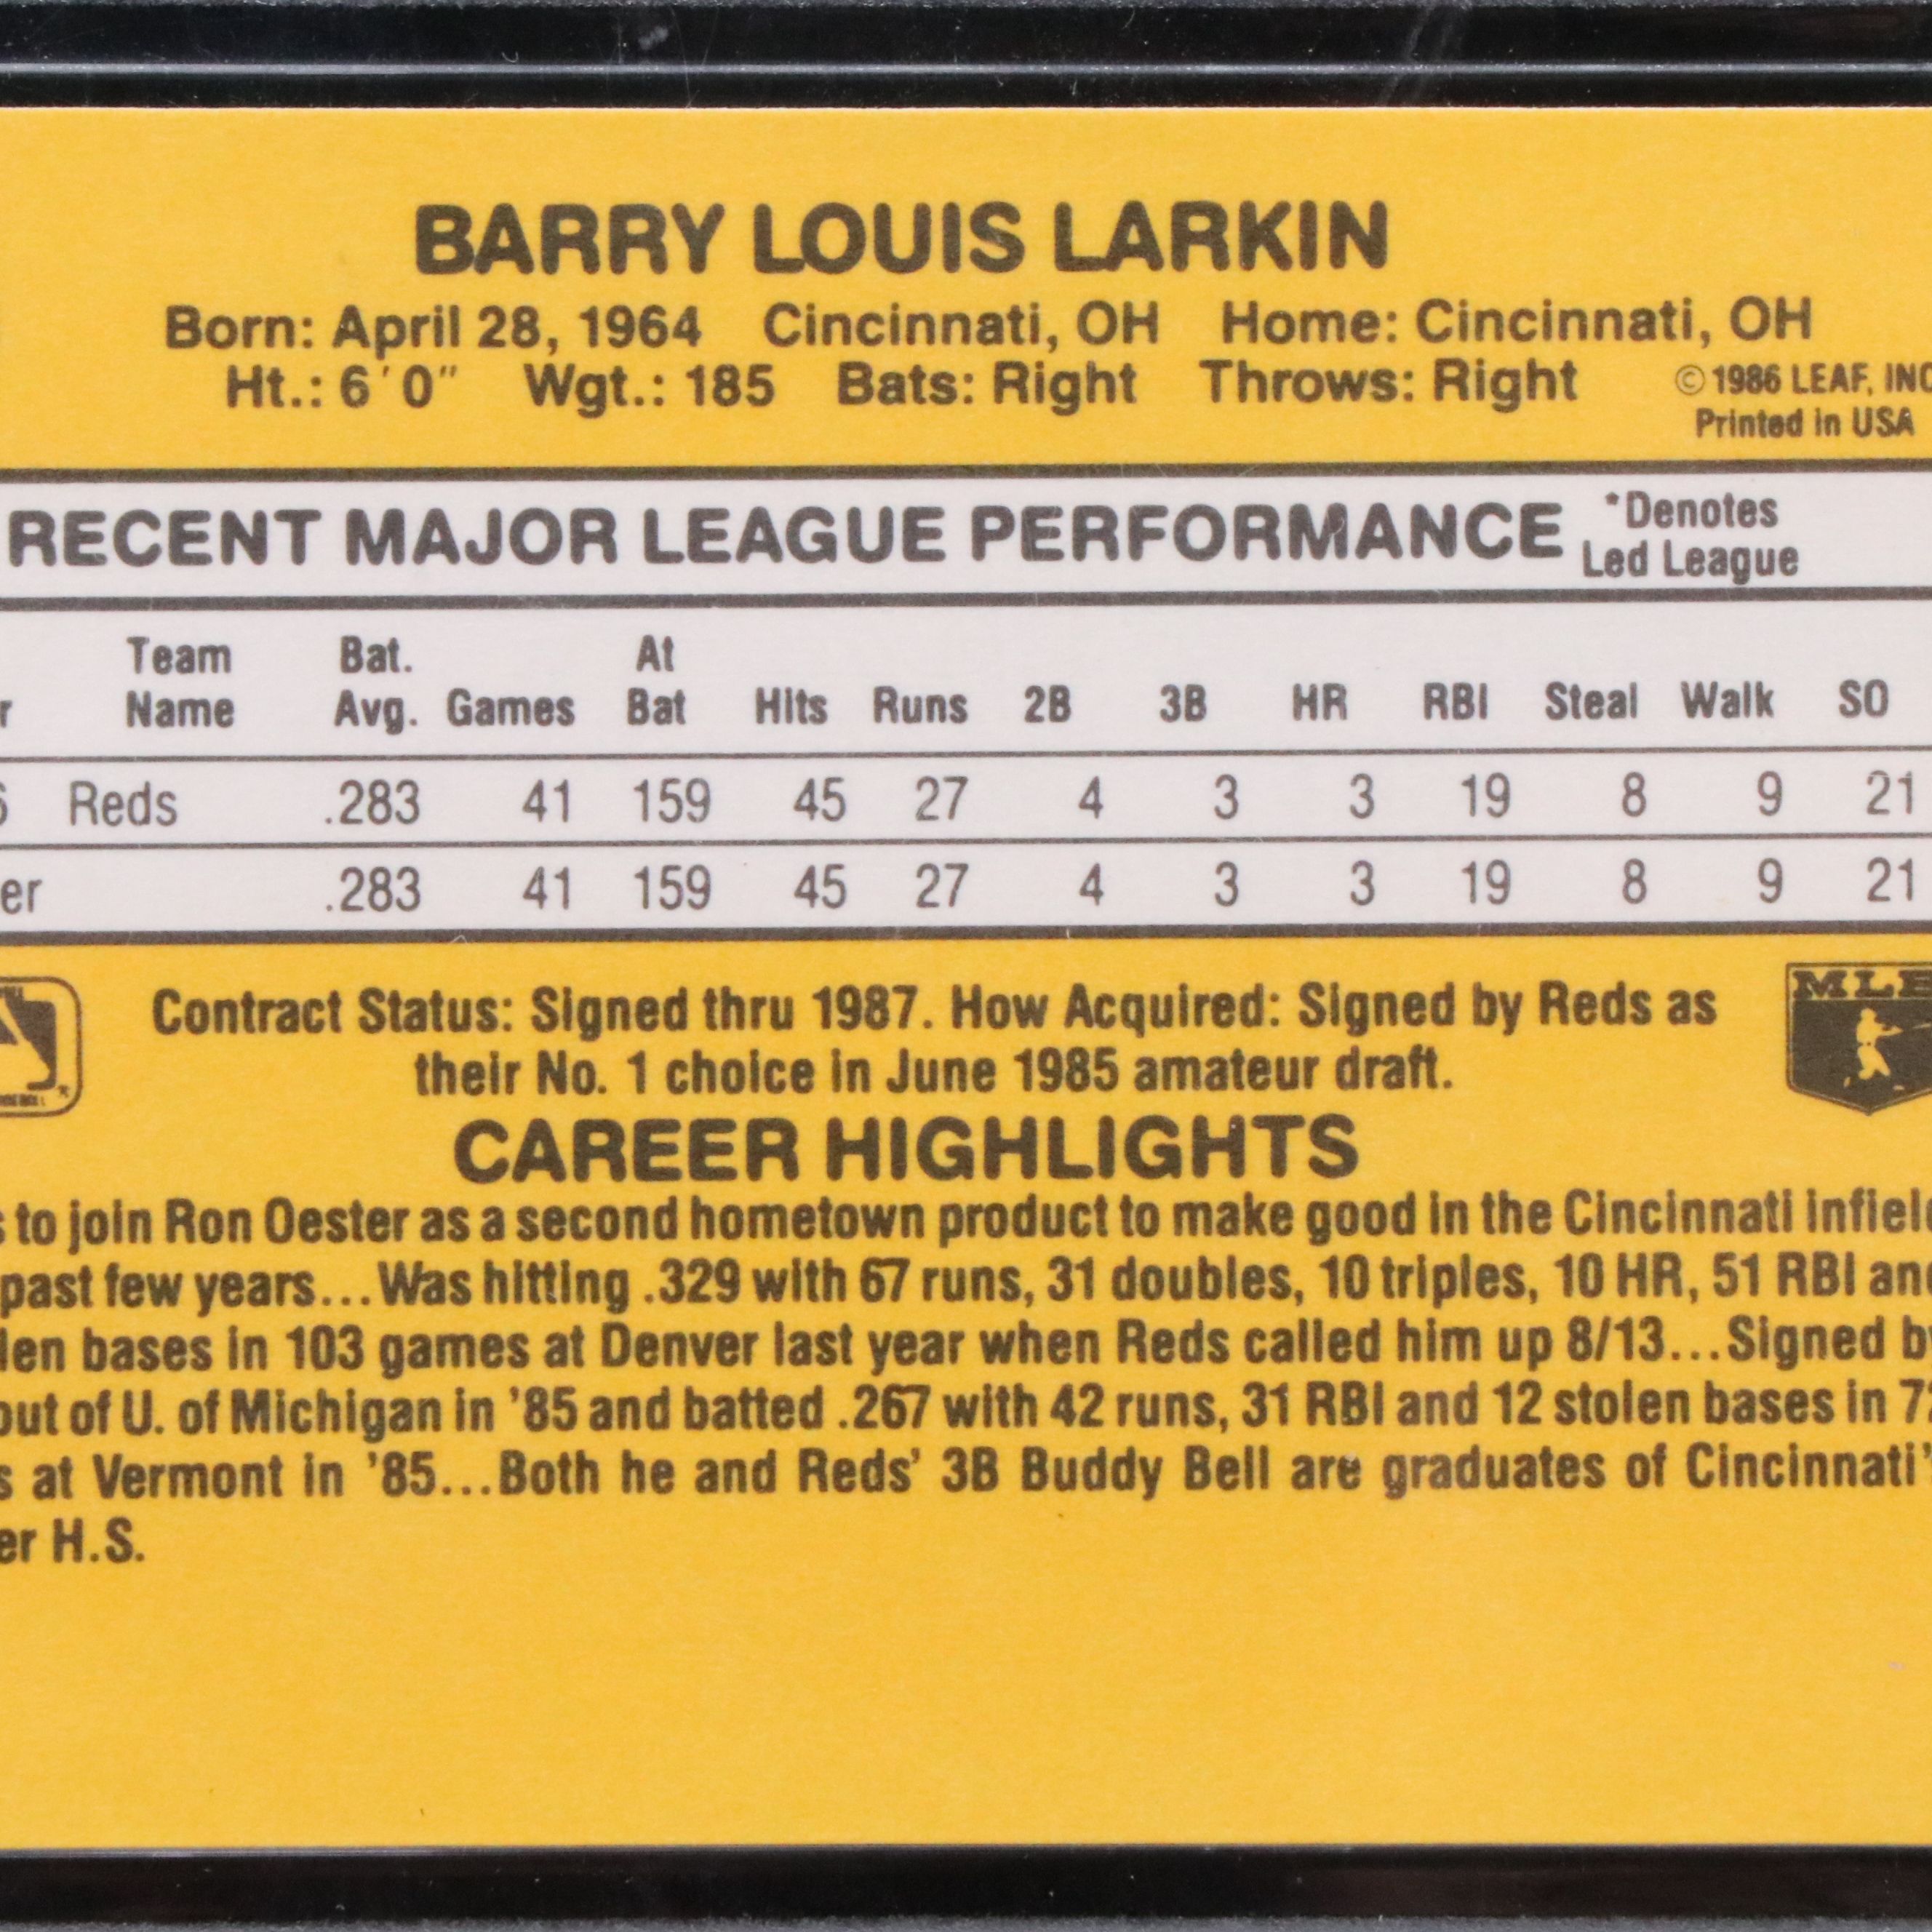 BARRY LOUIS LARKIN
Born: April 28, 1964 Cincinnati, OH Home: Cincinnati, OH
Ht.: 6'0" Wgt.: 185 Bats: Right Throws: Right
© 1986 LEAF, INC
Printed in USA
RECENT MAJOR LEAGUE PERFORMANCE
*Denotes
Led League
Team Bat. At
r Name Avg. Games Bat Hits Runs 2B 3B HR RBI Steal Walk SO
6 Reds .283 41 159 45 27 4 3 3 19 8 9 21
er .283 41 159 45 27 4 3 3 19 8 9 21
MLB
Contract Status: Signed thru 1987. How Acquired: Signed by Reds as
their No. 1 choice in June 1985 amateur draft.
CAREER HIGHLIGHTS
s to join Ron Oester as a second hometown product to make good in the Cincinnati infiel
past few years...Was hitting .329 with 67 runs, 31 doubles, 10 triples, 10 HR, 51 RBI an
len bases in 103 games at Denver last year when Reds called him up 8/13...Signed b
out of U. of Michigan in '85 and batted .267 with 42 runs, 31 RBI and 12 stolen bases in 72
s at Vermont in '85...Both he and Reds' 3B Buddy Bell are graduates of Cincinnati'
er H.S.